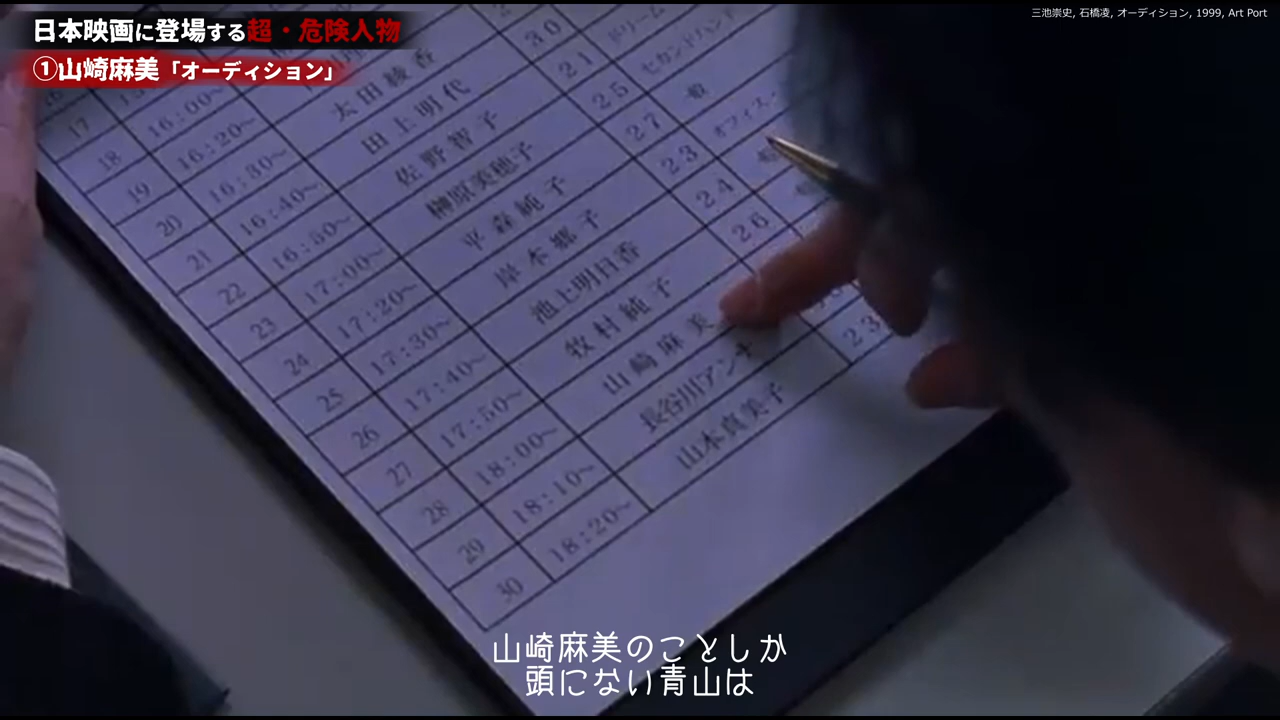 日本映画に登場する超・危険人物
①山崎麻美「オーディション」
三池崇史, 石橋凌, オーディション, 1999, Art Port
17
18 16:00~
19 16:20~
20 16:30~ 太田綾香
21 16:40~ 田上明代 30
22 16:50~ 佐野智子 21
23 17:00~ 榊原美穂子 25
24 17:20~ 平森純子 27 一般
25 17:30~ 岸本郷子 23 オフィス
26 17:40~ 池上明日香 24
27 17:50~ 牧村純子 26
28 18:00~ 山崎麻美
29 18:10~ 長谷川アンナ
30 18:20~ 山本真美子 23
山崎麻美のことしか
頭にない青山は